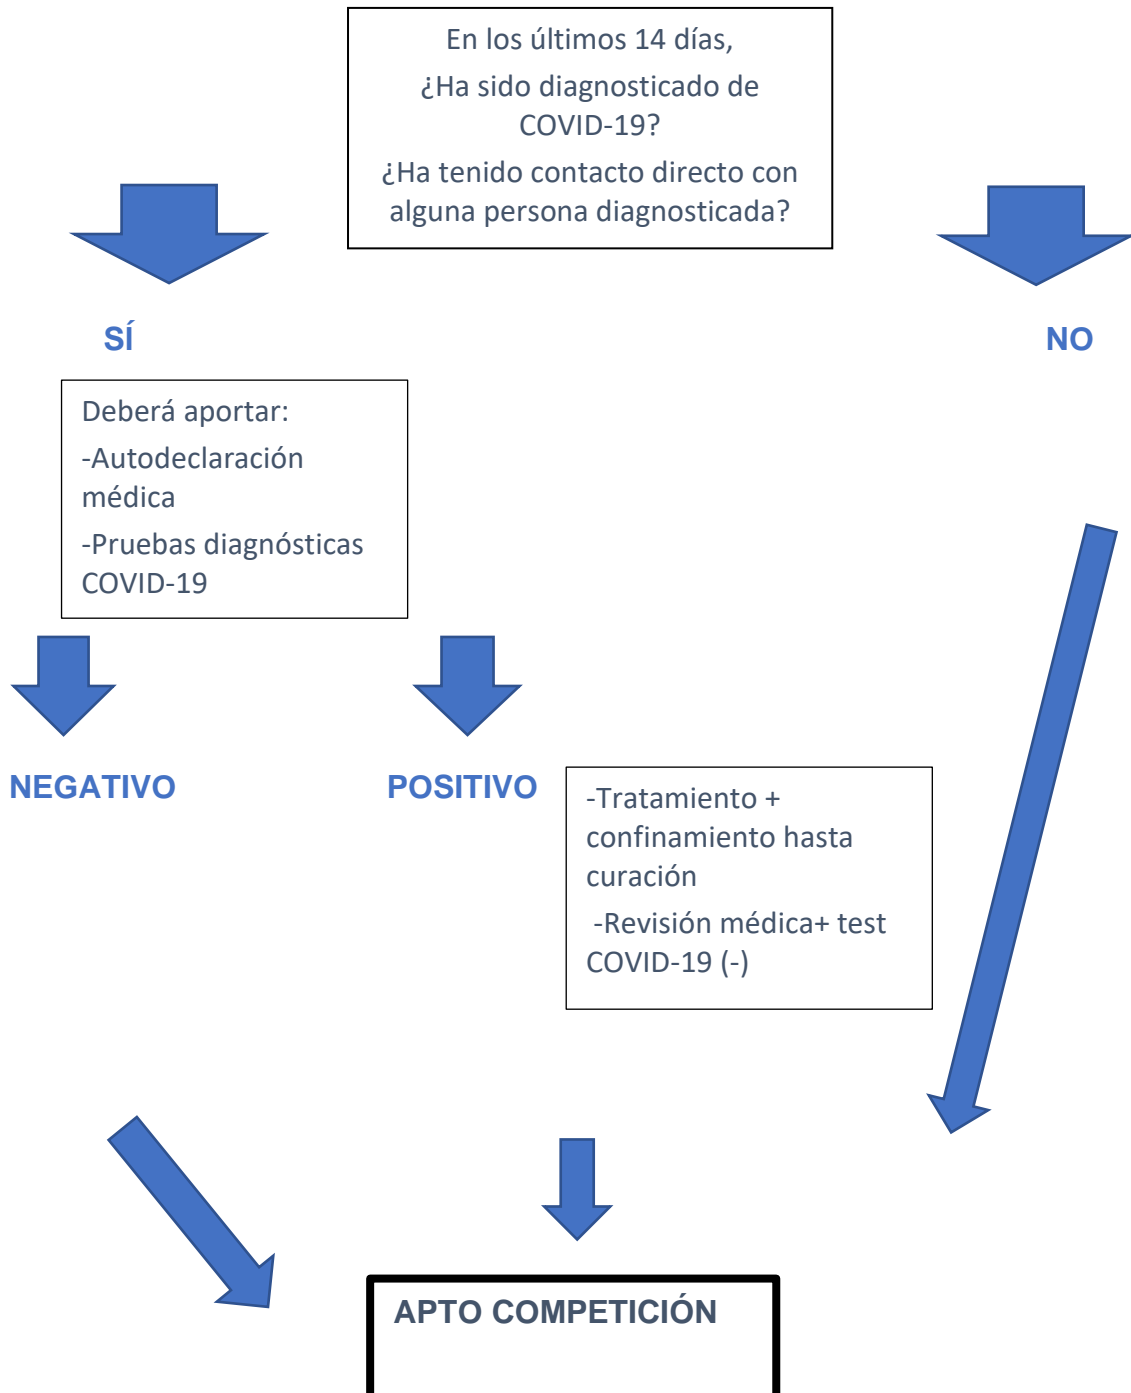 En los últimos 14 días,
¿Ha sido diagnosticado de
COVID-19?
¿Ha tenido contacto directo con
alguna persona diagnosticada?
SÍ
NO
Deberá aportar:
-Autodeclaración
médica
-Pruebas diagnósticas
COVID-19
NEGATIVO
POSITIVO
-Tratamiento +
confinamiento hasta
curación
-Revisión médica+ test
COVID-19 (-)
APTO COMPETICIÓN